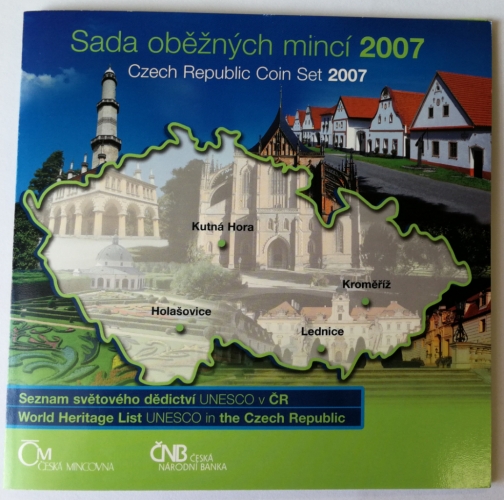 Sada oběžných mincí 2007
Czech Republic Coin Set 2007
Kutná Hora
Kroměříž
Holašovice
Lednice
Seznam světového dědictví UNESCO v ČR
World Heritage List UNESCO in the Czech Republic
ČM
ČESKÁ MINCOVNA
ČNB ČESKÁ
NÁRODNÍ BANKA